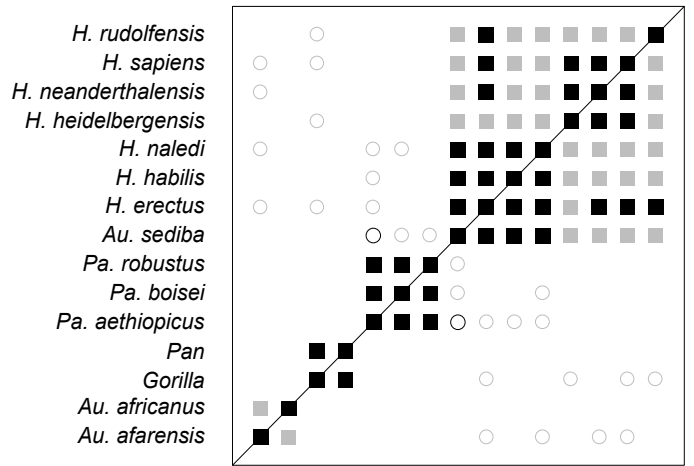 H. rudolfensis
H. sapiens
H. neanderthalensis
H. heidelbergensis
H. naledi
H. habilis
H. erectus
Au. sediba
Pa. robustus
Pa. boisei
Pa. aethiopicus
Pan
Gorilla
Au. africanus
Au. afarensis